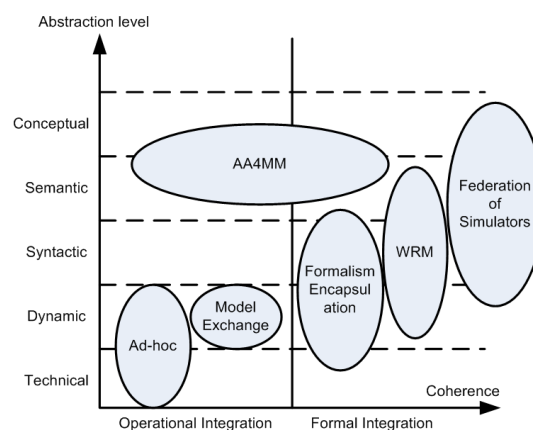 Abstraction level
Conceptual
AA4MM
Semantic
Federation
of
Simulators
Syntactic
WRM
Formalism
Encapsul
ation
Dynamic
Model
Exchange
Ad-hoc
Technical
Coherence
Operational Integration
Formal Integration